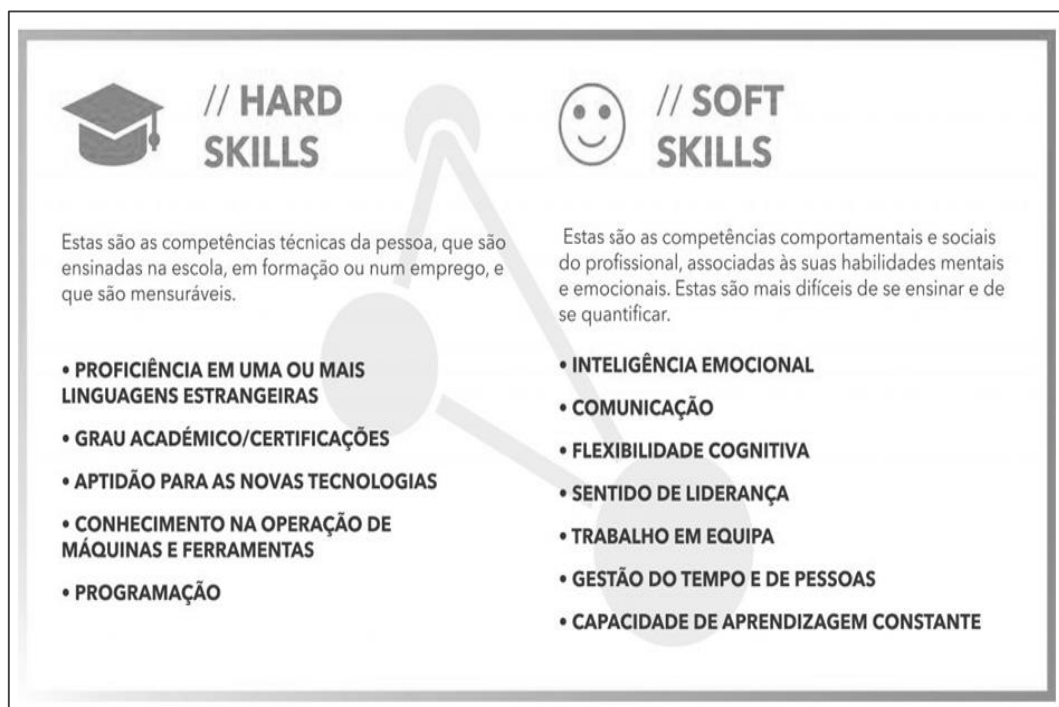 // HARD
SKILLS
Estas são as competências técnicas da pessoa, que são
ensinadas na escola, em formação ou num emprego, e
que são mensuráveis.
• PROFICIÊNCIA EM UMA OU MAIS
LINGUAGENS ESTRANGEIRAS
• GRAU ACADÉMICO/CERTIFICAÇÕES
• APTIDÃO PARA AS NOVAS TECNOLOGIAS
• CONHECIMENTO NA OPERAÇÃO DE
MÁQUINAS E FERRAMENTAS
• PROGRAMAÇÃO
// SOFT
SKILLS
Estas são as competências comportamentais e sociais
do profissional, associadas às suas habilidades mentais
e emocionais. Estas são mais difíceis de se ensinar e de
se quantificar.
• INTELIGÊNCIA EMOCIONAL
• COMUNICAÇÃO
• FLEXIBILIDADE COGNITIVA
• SENTIDO DE LIDERANÇA
• TRABALHO EM EQUIPA
• GESTÃO DO TEMPO E DE PESSOAS
• CAPACIDADE DE APRENDIZAGEM CONSTANTE